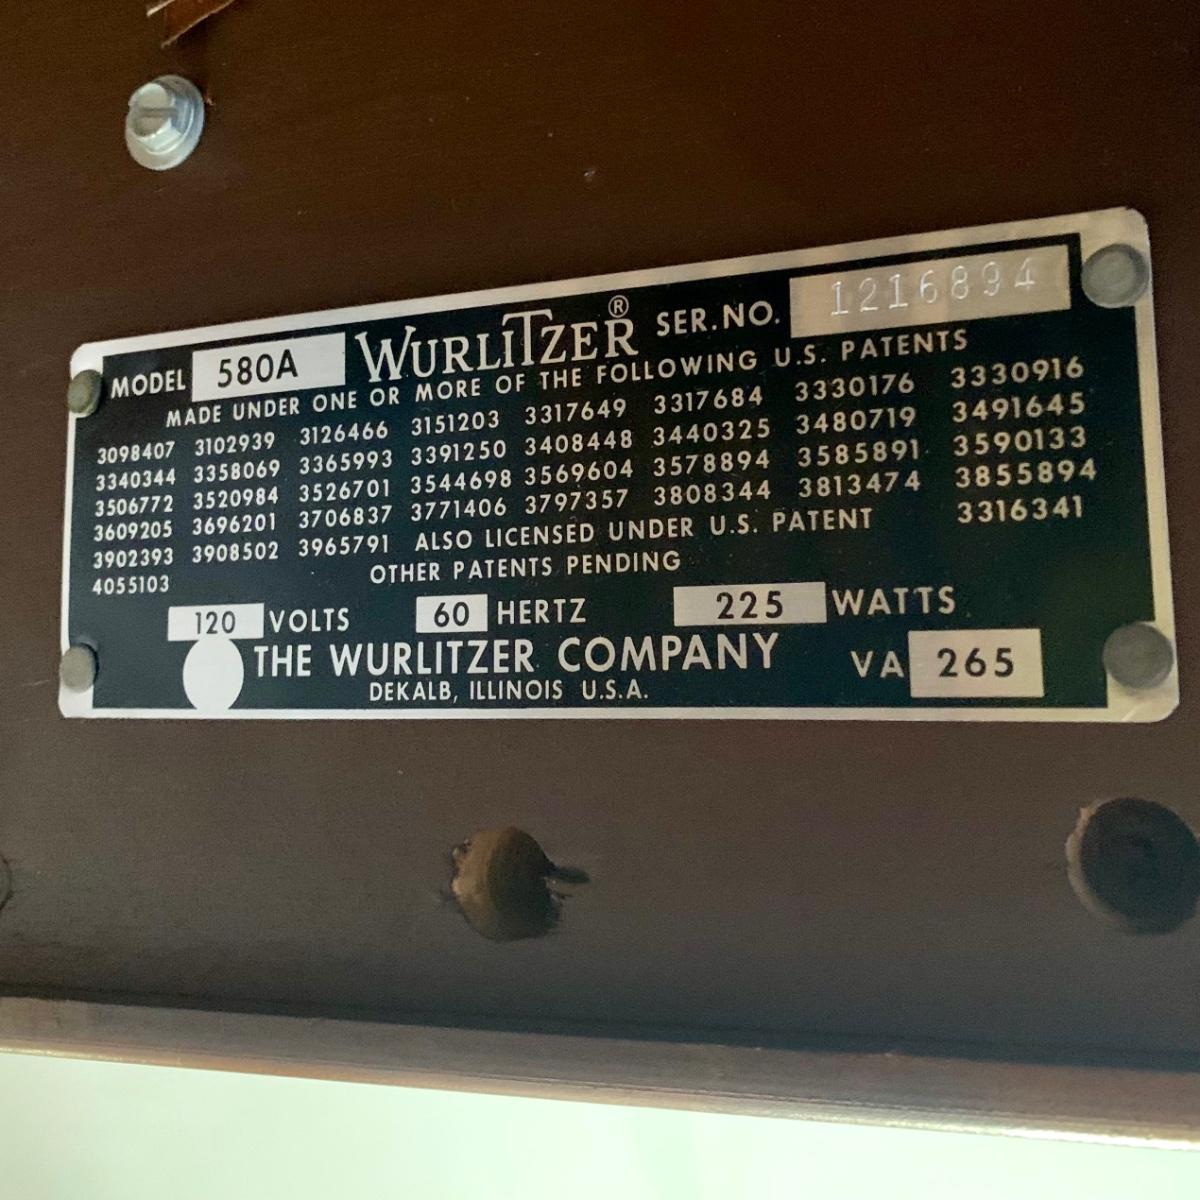 MODEL 580A WURLITZER® SER. NO. 1216894
MADE UNDER ONE OR MORE OF THE FOLLOWING U.S. PATENTS
3098407 3102939 3126466 3151203 3317649 3317684 3330176 3330916
3340344 3358069 3365993 3391250 3408448 3440325 3480719 3491645
3506772 3520984 3526701 3544698 3569604 3578894 3585891 3590133
3609205 3696201 3706837 3771406 3797357 3808344 3813474 3855894
3902393 3908502 3965791 ALSO LICENSED UNDER U.S. PATENT 3316341
4055103 OTHER PATENTS PENDING
120 VOLTS 60 HERTZ 225 WATTS
THE WURLITZER COMPANY VA 265
DEKALB, ILLINOIS U.S.A.